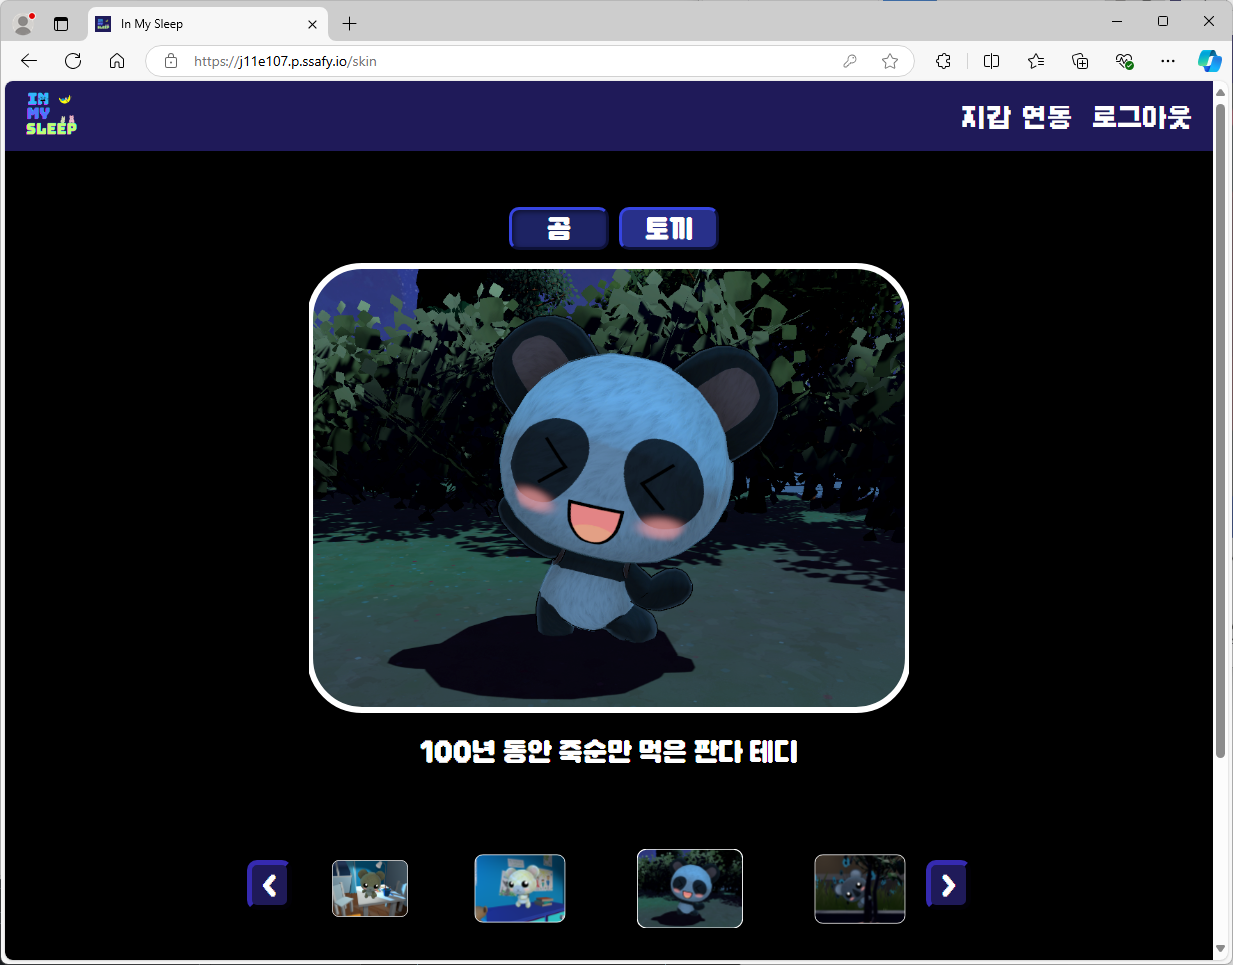 In My Sleep
https://j11e107.p.ssafy.io/skin
IM
MY
SLEEP
지갑 연동 로그아웃
곰 토끼
100년 동안 죽순만 먹은 판다 테디